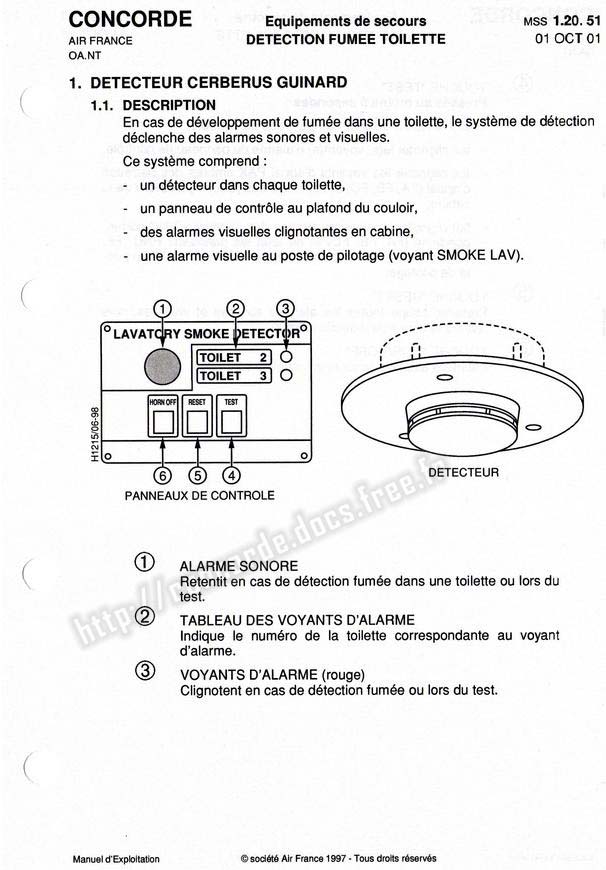 CONCORDE
AIR FRANCE
OA.NT
Equipements de secours
DETECTION FUMEE TOILETTE
MSS 1.20. 51
01 OCT 01
1. DETECTEUR CERBERUS GUINARD
1.1. DESCRIPTION
En cas de développement de fumée dans une toilette, le système de détection
déclenche des alarmes sonores et visuelles.
Ce système comprend :
- un détecteur dans chaque toilette,
- un panneau de contrôle au plafond du couloir,
- des alarmes visuelles clignotantes en cabine,
- une alarme visuelle au poste de pilotage (voyant SMOKE LAV).
1 2 3
LAVATORY SMOKE DETECTOR
TOILET 2
TOILET 3
HORN OFF RESET TEST
H1215/06-98
6 5 4
PANNEAUX DE CONTROLE
DETECTEUR
1 ALARME SONORE
Retentit en cas de détection fumée dans une toilette ou lors du
test.
2 TABLEAU DES VOYANTS D'ALARME
Indique le numéro de la toilette correspondante au voyant
d'alarme.
3 VOYANTS D'ALARME (rouge)
Clignotent en cas de détection fumée ou lors du test.
http://concorde.docs.free.fr
Manuel d'Exploitation
© société Air France 1997 - Tous droits réservés